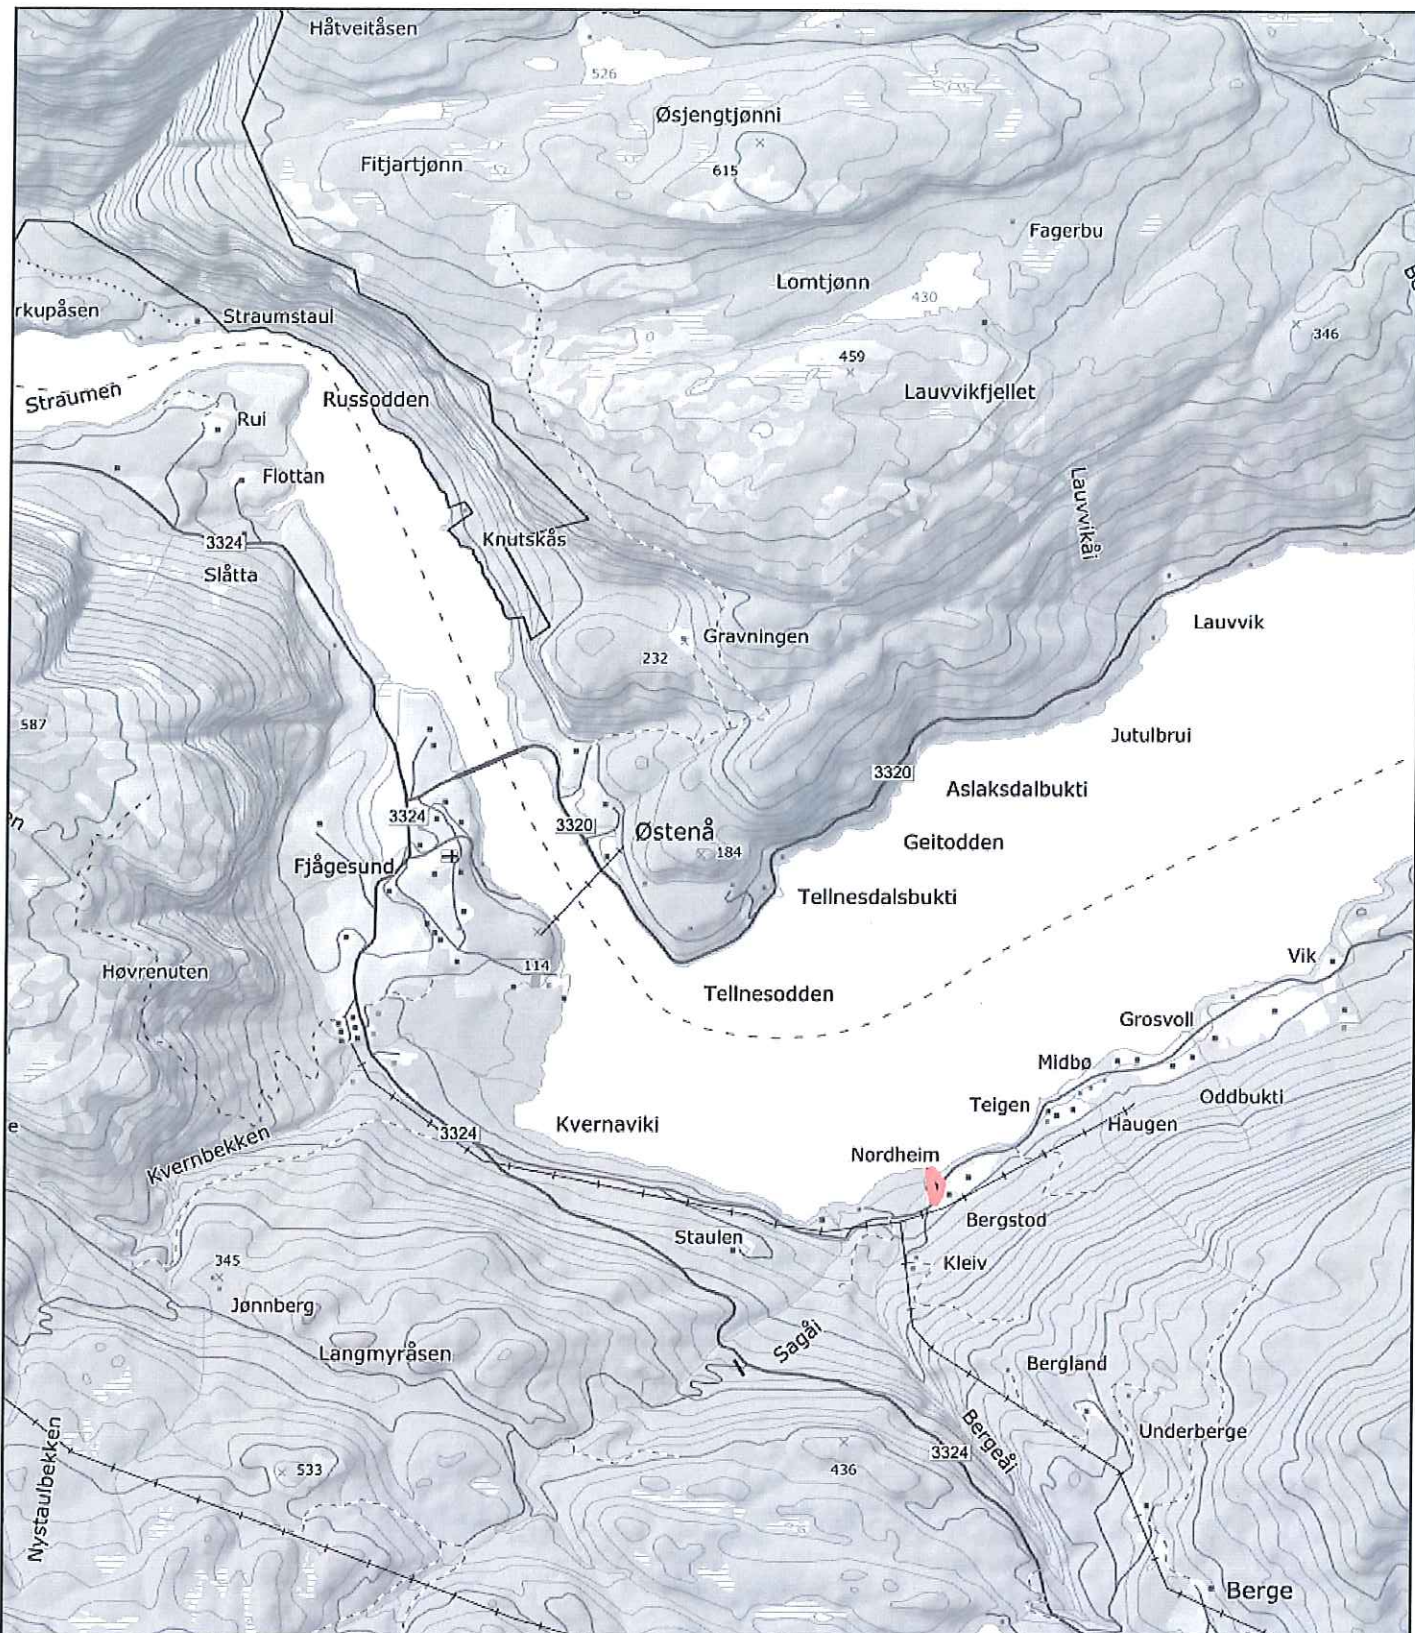 Håtveitåsen
526
Øsjengtjønni
615
Fitjartjønn
Fagerbu
Lomtjønn
430
rkupåsen
Straumstaul
346
459
Straumen
Russodden
Lauvvikfjellet
Rui
Flottan
Lauvvikåi
3324
Knutskås
Slåtta
Lauvvik
Gravningen
232
587
Jutulbrui
3320
Aslaksdalbukti
3324
3320
Østenå
Geitodden
184
Fjågesund
Tellnesdalsbukti
Vik
114
Høvrenuten
Tellnesodden
Grosvoll
Midbø
Oddbukti
Teigen
Kvernaviki
Haugen
3324
Kvernbekken
Nordheim
Bergstod
Staulen
Kleiv
345
Jønnberg
Sagåi
Langmyråsen
Bergland
Underberge
Bergeåi
3324
533
436
Nystaulbekken
Berge